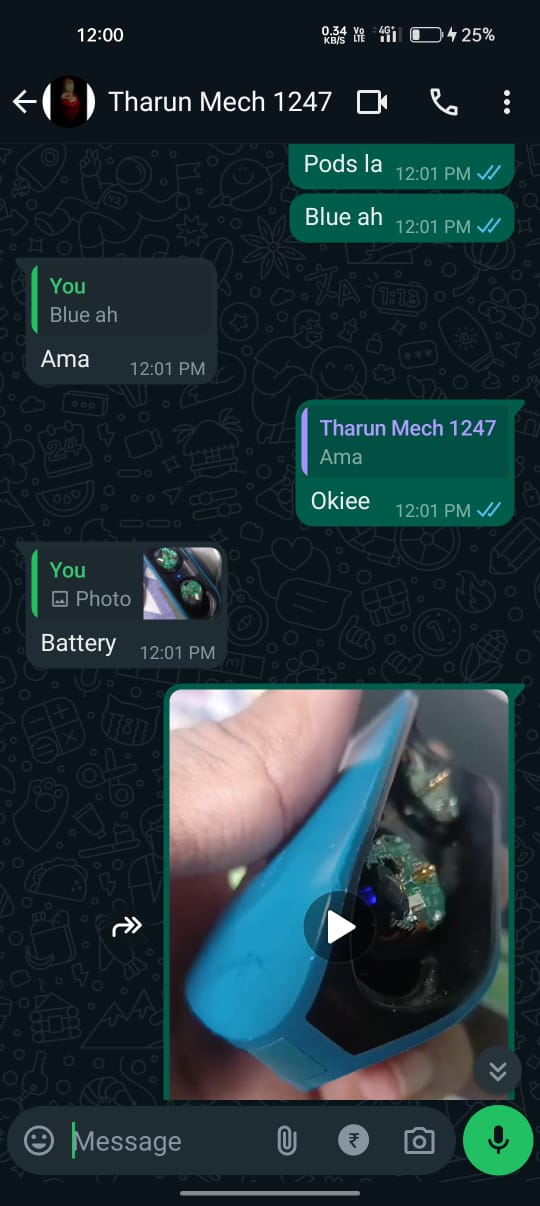 12:00
0.34 KB/S
Vo LTE
4G+
25%
Tharun Mech 1247
Pods la 12:01 PM
Blue ah 12:01 PM
You
Blue ah
Ama 12:01 PM
Tharun Mech 1247
Ama
Okiee 12:01 PM
You
Photo
Battery 12:01 PM
Message
₹